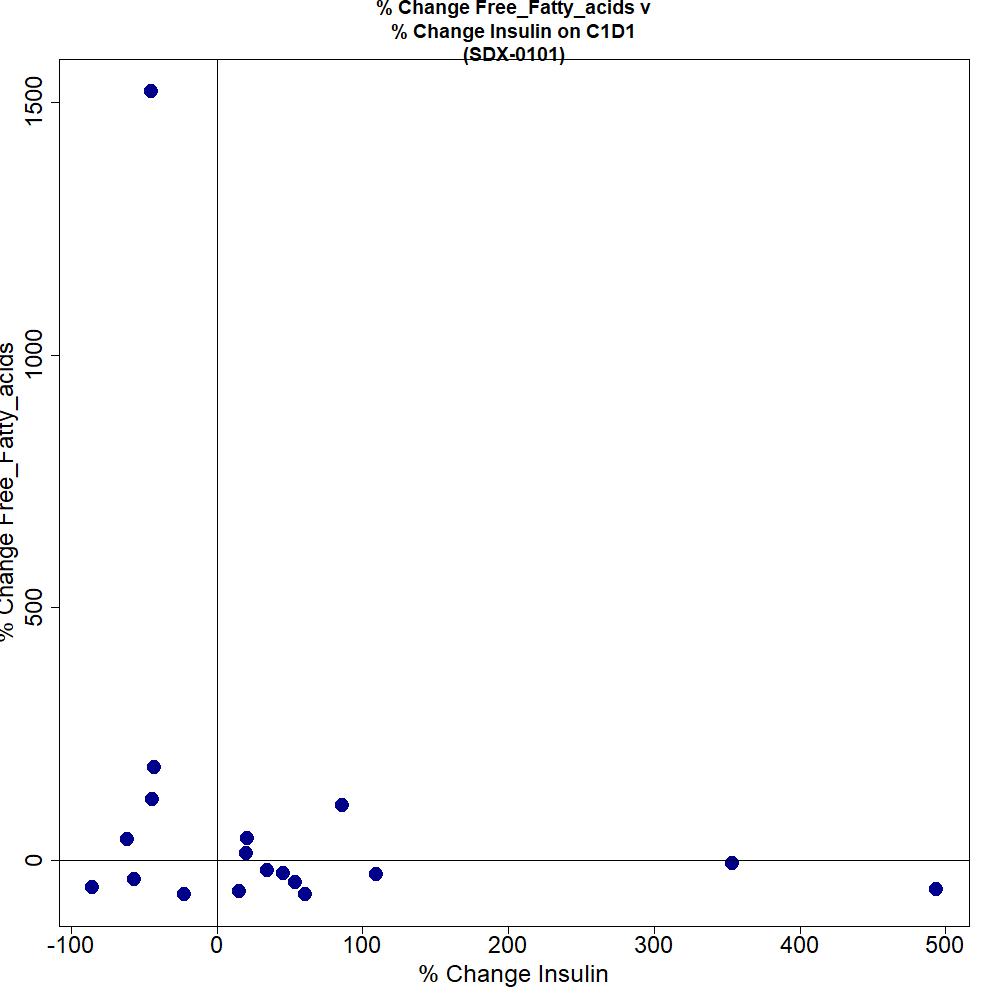 % Change Free_Fatty_acids v
% Change Insulin on C1D1
(SDX-0101)
% Change Free_Fatty_acids
1500
1000
500
0
-100 0 100 200 300 400 500
% Change Insulin